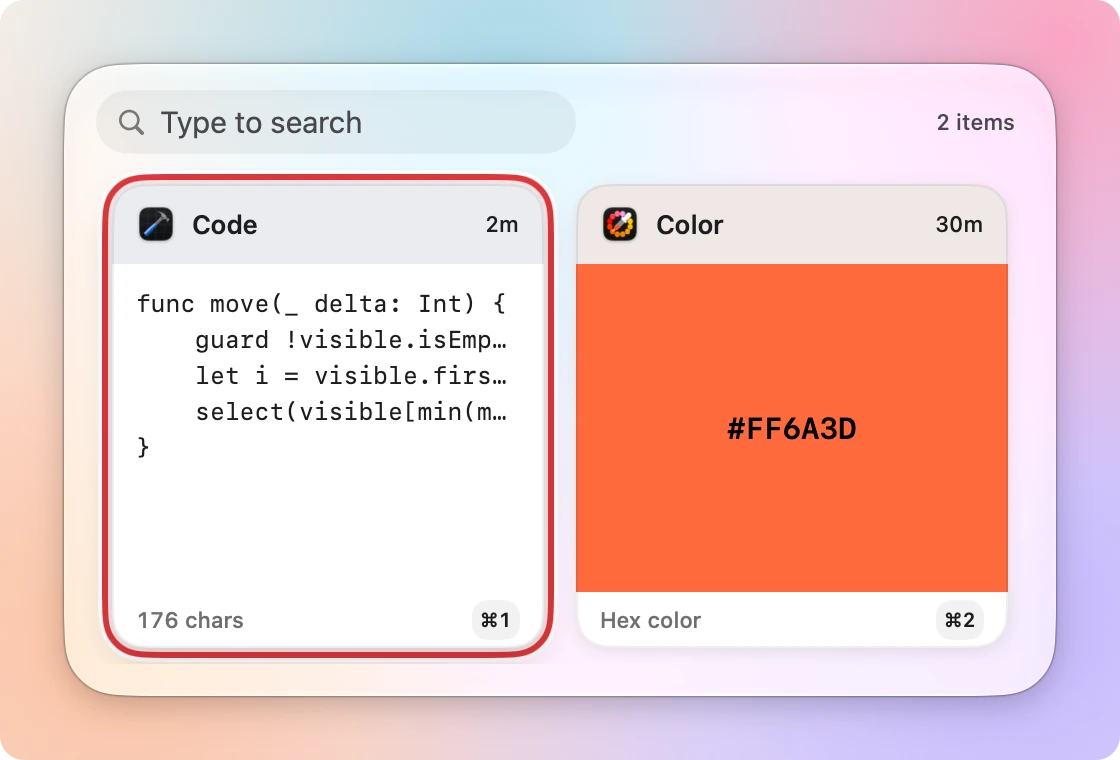 Type to search
2 items
Code
2m
func move(_ delta: Int) {
    guard !visible.isEmp…
    let i = visible.firs…
    select(visible[min(m…
}
176 chars
⌘1
Color
30m
#FF6A3D
Hex color
⌘2